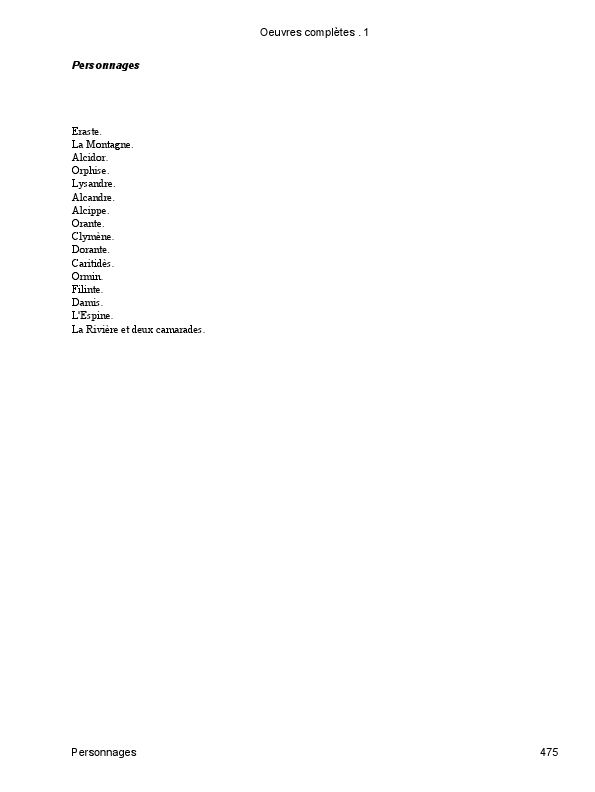 Oeuvres complètes . 1
Personnages
Eraste.
La Montagne.
Alcidor.
Orphise.
Lysandre.
Alcandre.
Alcippe.
Orante.
Clymène.
Dorante.
Caritidès.
Ormin.
Filinte.
Damis.
L'Espine.
La Rivière et deux camarades.
Personnages 475